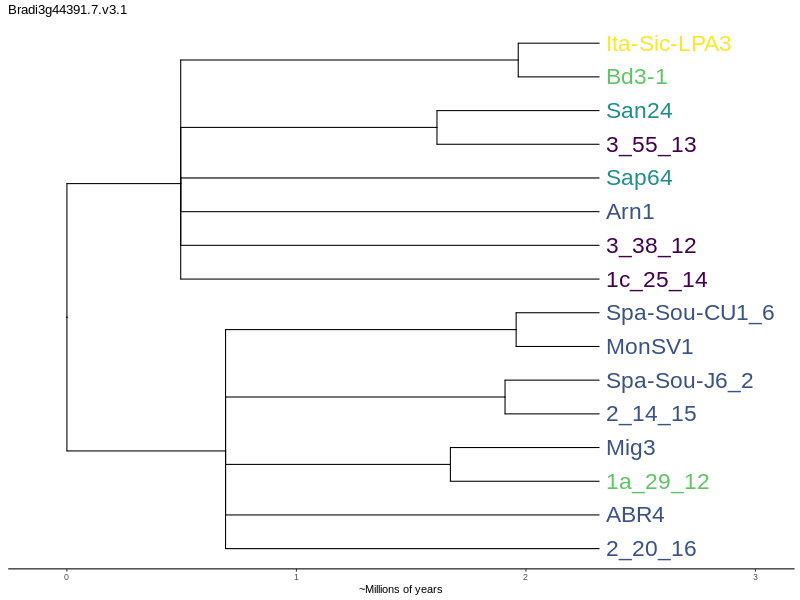 Bradi3g44391.7.v3.1
Ita-Sic-LPA3
Bd3-1
San24
3_55_13
Sap64
Arn1
3_38_12
1c_25_14
Spa-Sou-CU1_6
MonSV1
Spa-Sou-J6_2
2_14_15
Mig3
1a_29_12
ABR4
2_20_16
0 1 2 3
~Millions of years